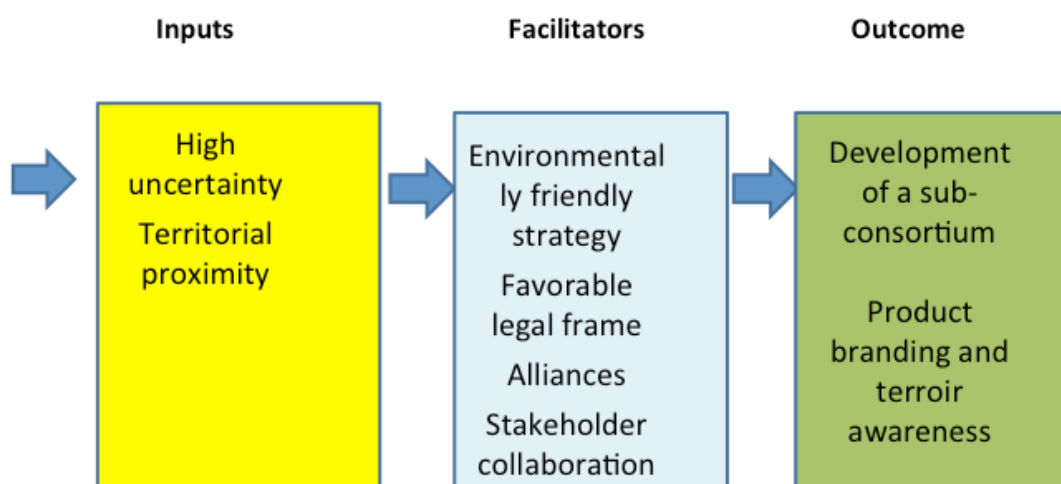 Inputs
Facilitators
Outcome
High
uncertainty
Territorial
proximity
Environmental
ly friendly
strategy
Favorable
legal frame
Alliances
Stakeholder
collaboration
Development
of a sub-
consortium
Product
branding and
terroir
awareness